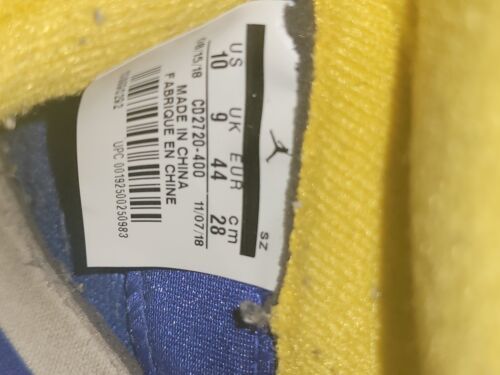 SZ
US UK EUR cm
10 9 44 28
08/15/18 CD2720-400 11/07/18
MADE IN CHINA
FABRIQUE EN CHINE
UPC 00192500250983